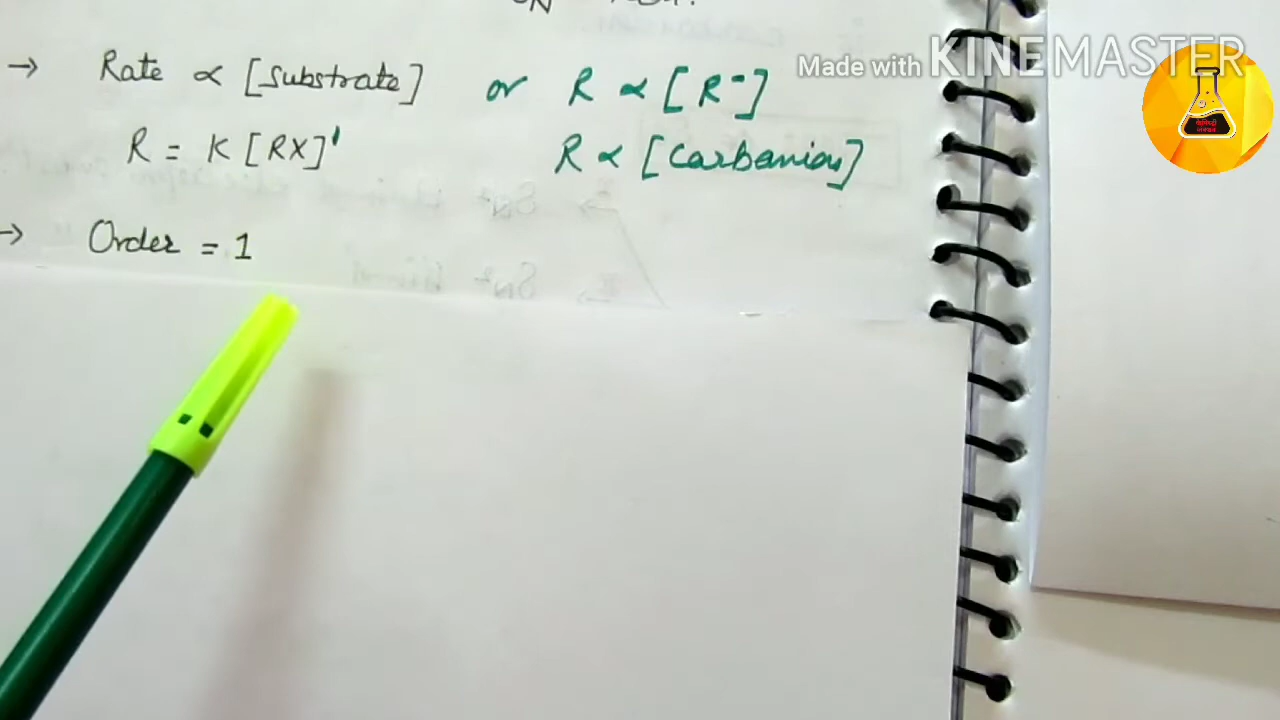 Made with KINEMASTER
→ Rate ∝ [Substrate] or R ∝ [R⁻]
R = K [RX]¹ R ∝ [Carbanion]
→ Order = 1